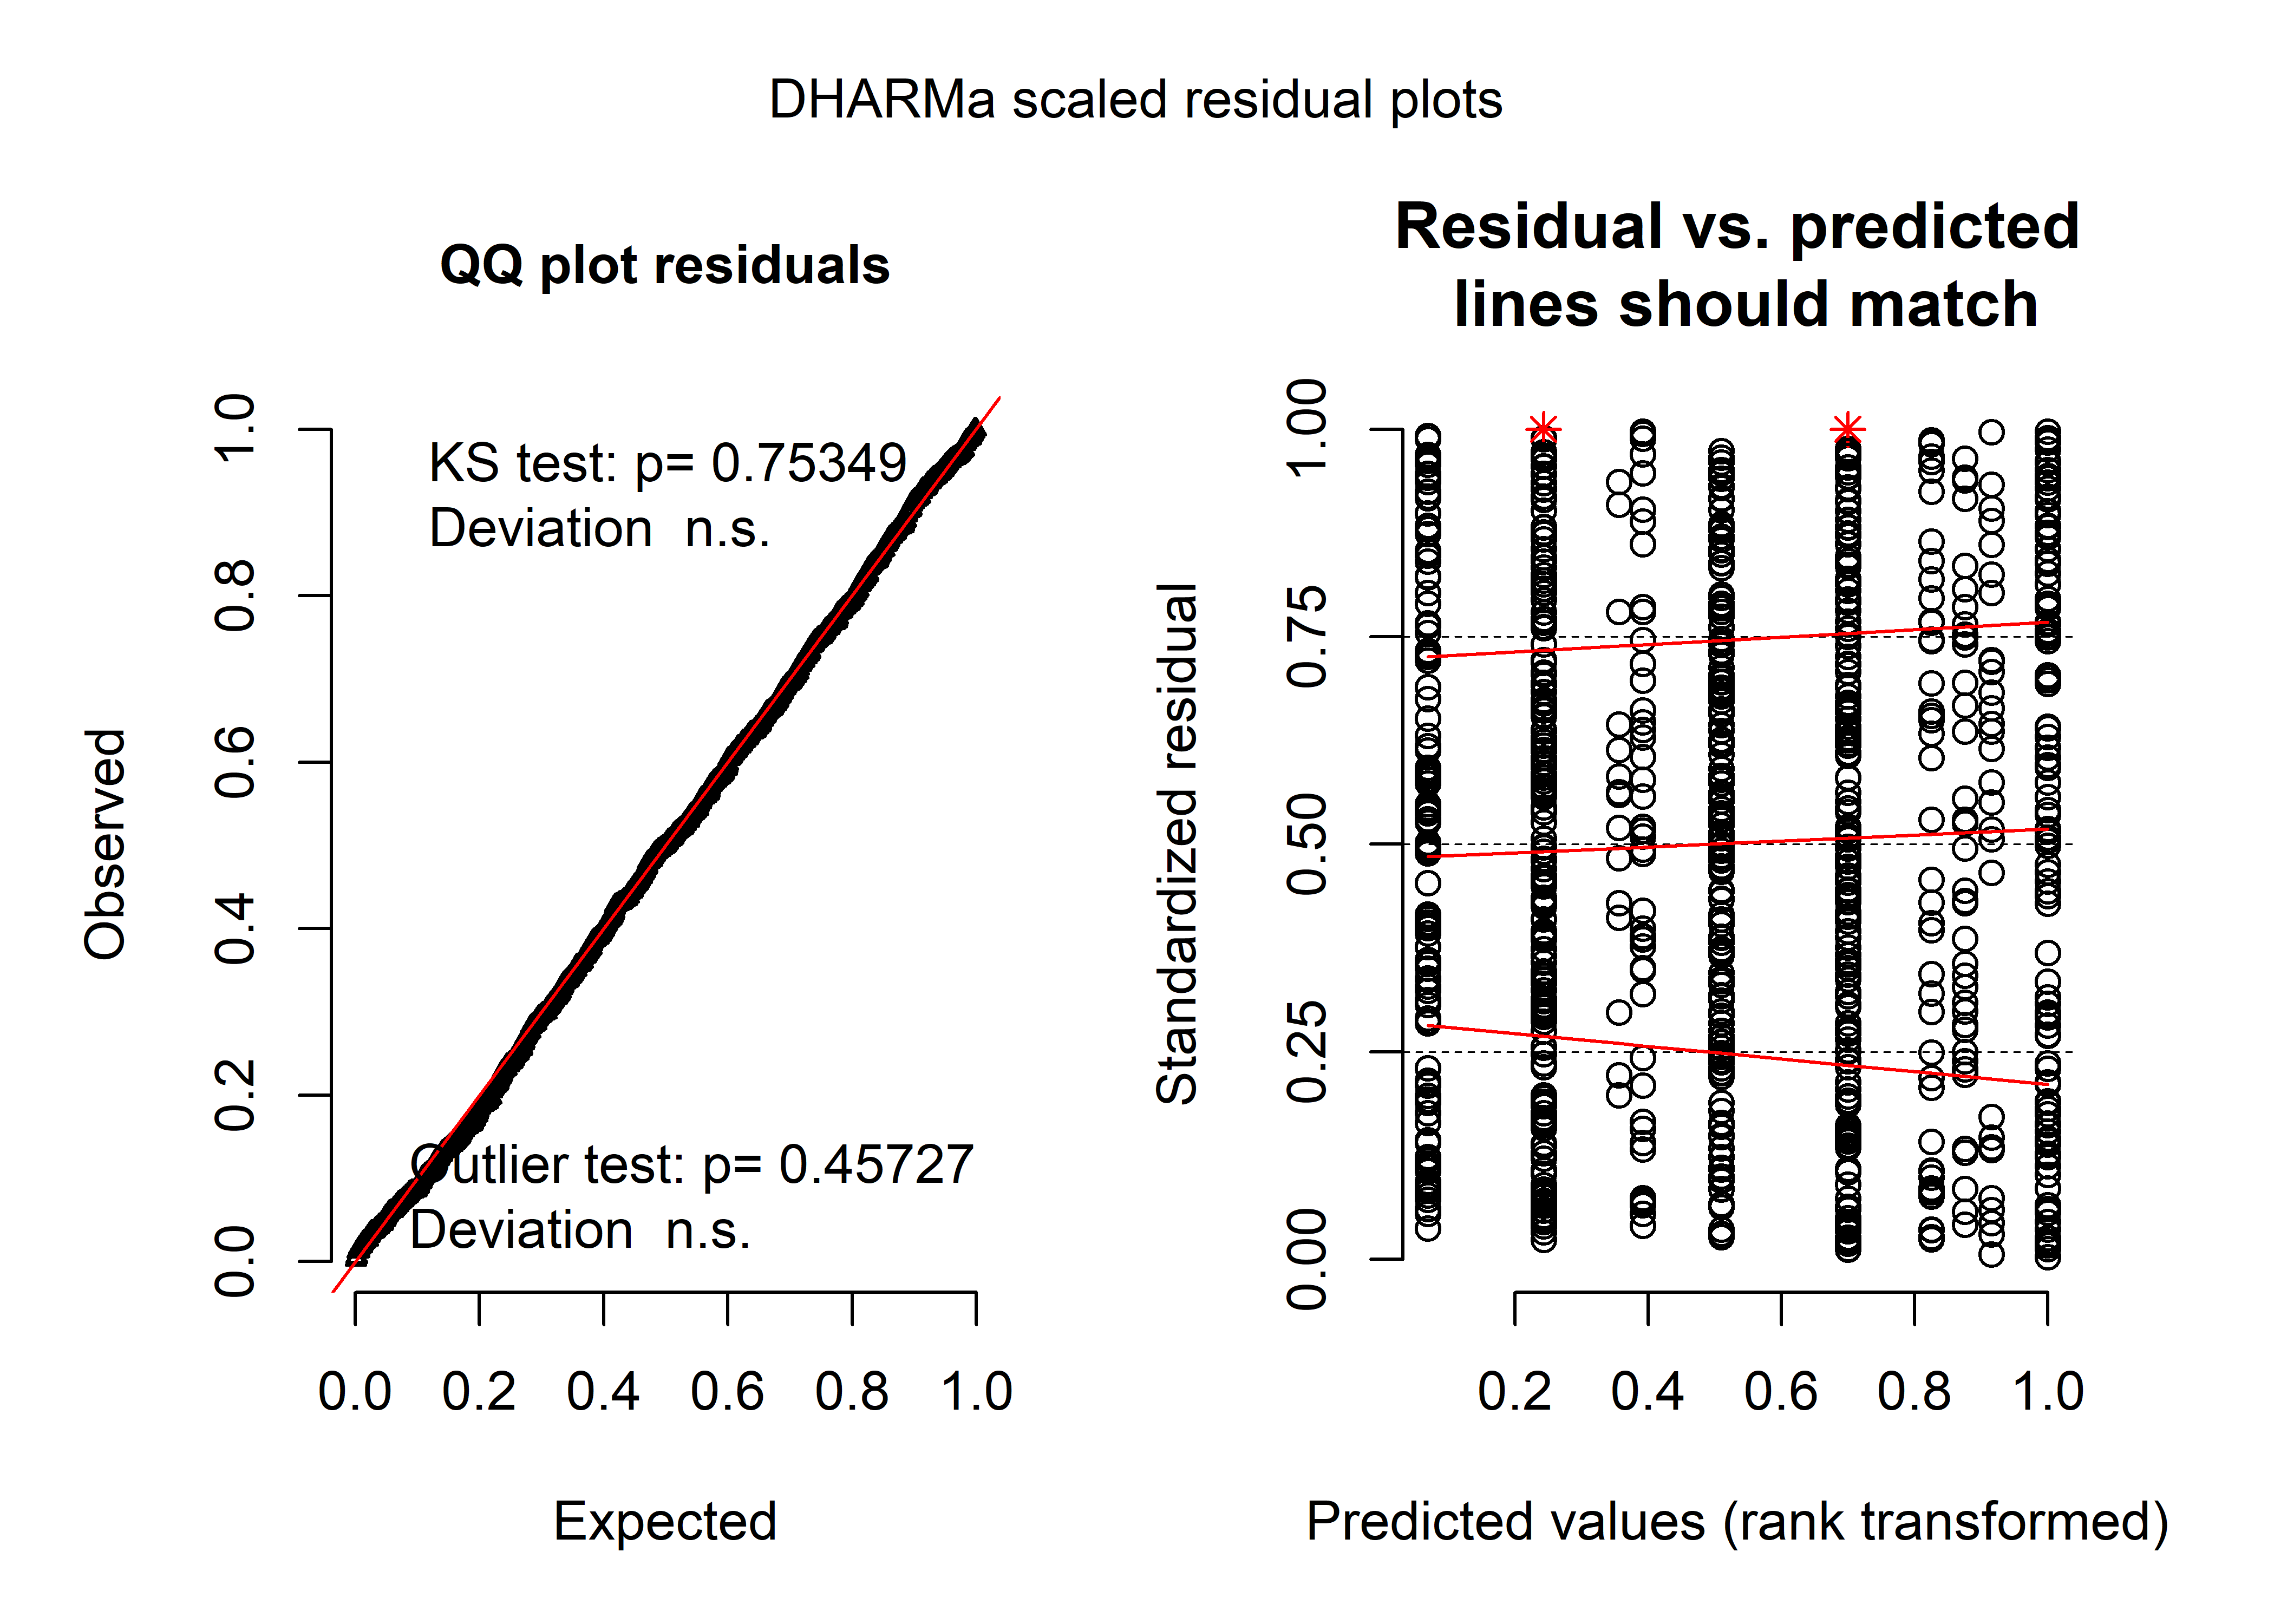 DHARMa scaled residual plots
QQ plot residuals
KS test: p= 0.75349
Deviation  n.s.
Outlier test: p= 0.45727
Deviation  n.s.
Observed
0.0 0.2 0.4 0.6 0.8 1.0
0.0 0.2 0.4 0.6 0.8 1.0
Expected
Residual vs. predicted
lines should match
Standardized residual
0.00 0.25 0.50 0.75 1.00
0.2 0.4 0.6 0.8 1.0
Predicted values (rank transformed)